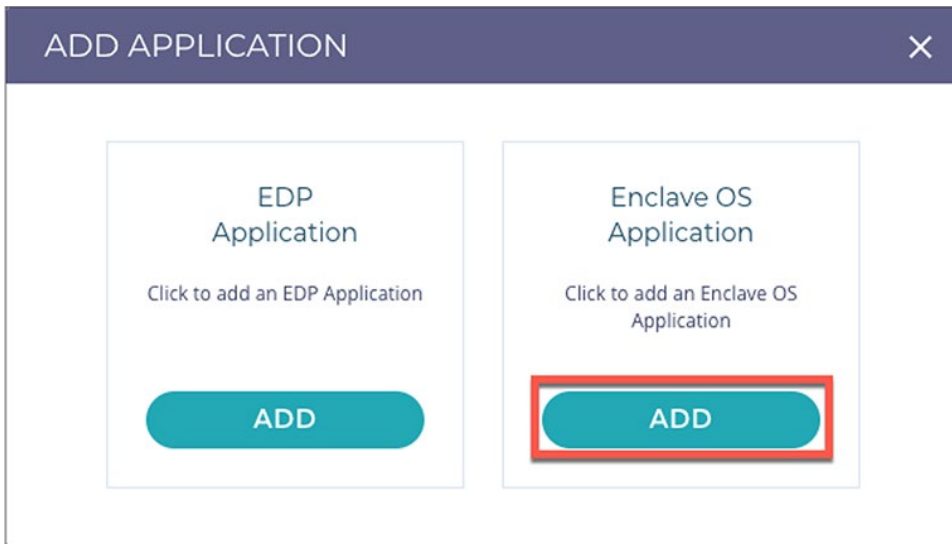 ADD APPLICATION
EDP
Application
Click to add an EDP Application
ADD
Enclave OS
Application
Click to add an Enclave OS
Application
ADD